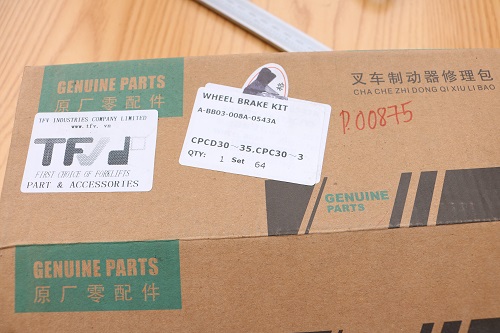 GENUINE PARTS
原厂零配件
TFV INDUSTRIES COMPANY LIMITED
www.tfv.vn
TFV
FIRST CHOICE OF FORKLIFTS
PART & ACCESSORIES
WHEEL BRAKE KIT
A-BB03-008A-0543A
CPCD30~35.CPC30~3
QTY: 1 Set 64
叉车制动器修理包
CHA CHE ZHI DONG QI XIU LI BAO
P.00875
GENUINE
PARTS
GENUINE PARTS
原厂零配件